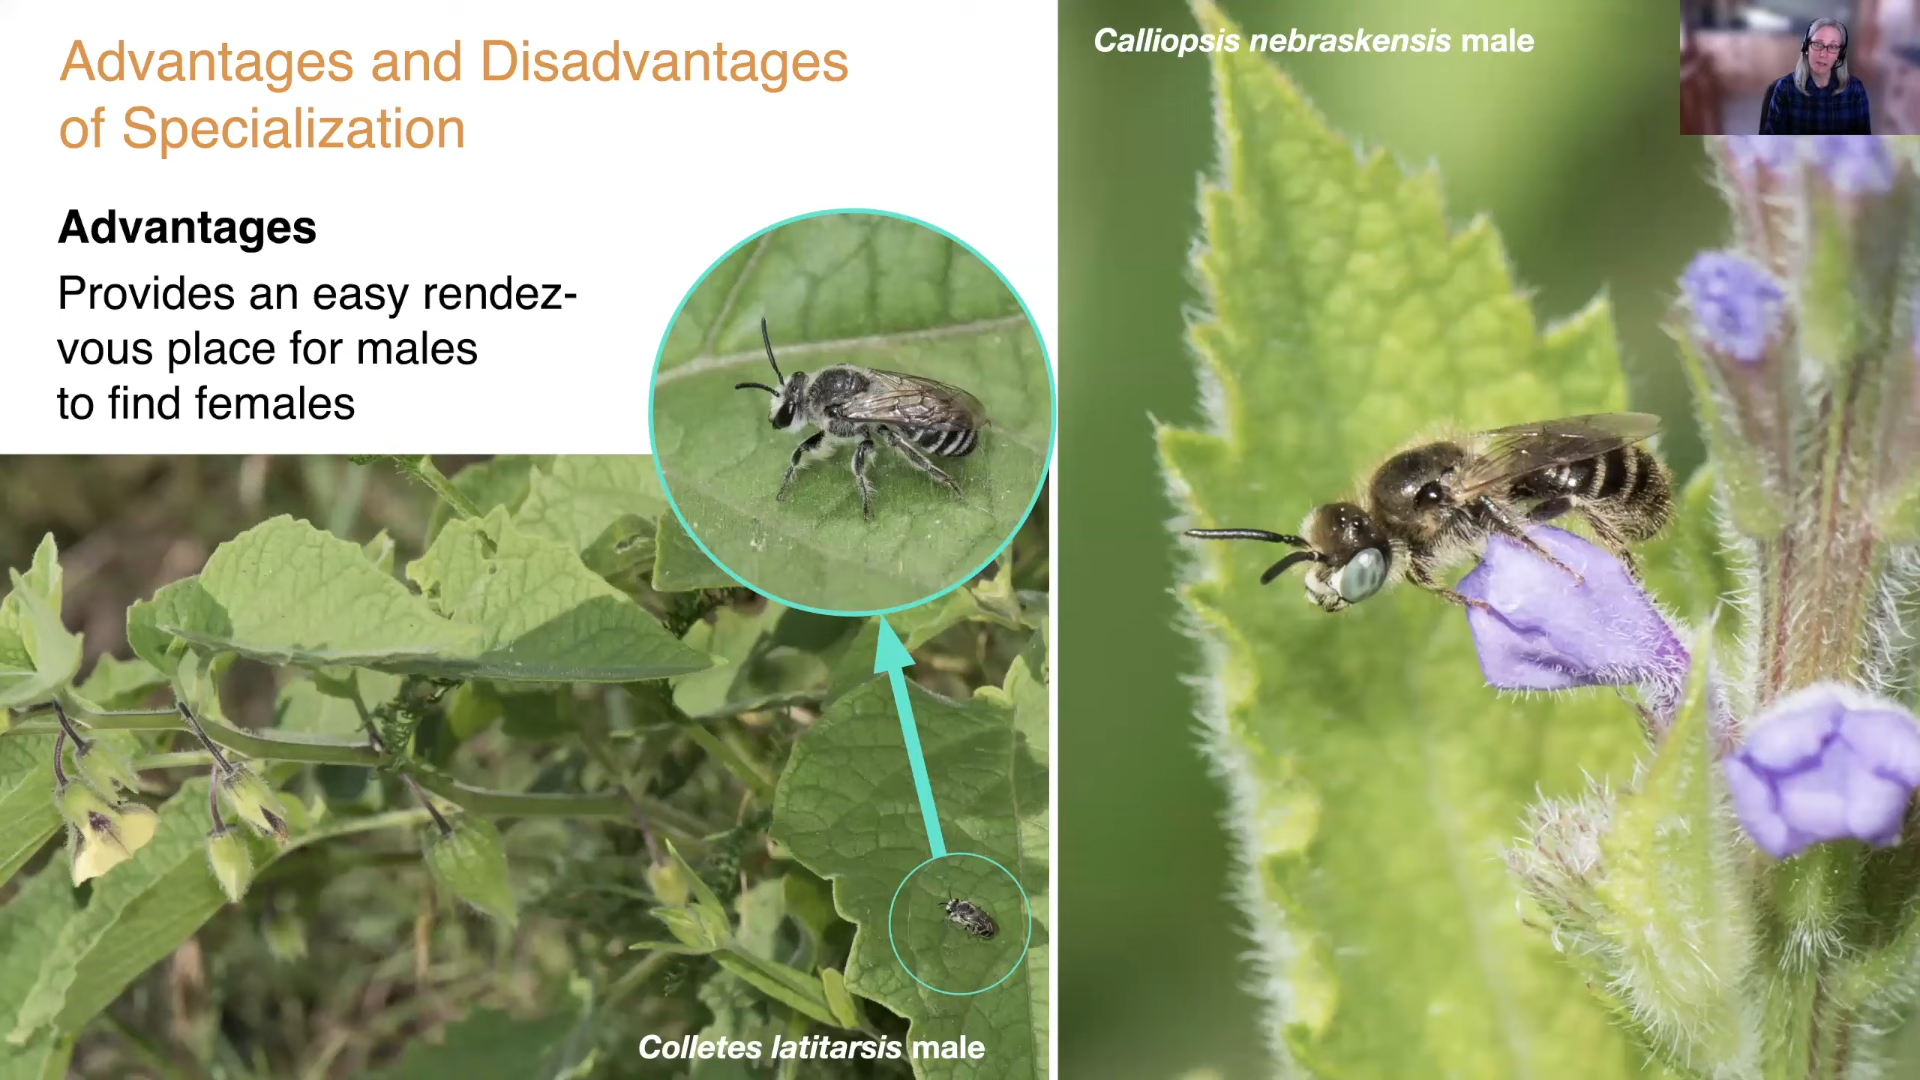 Advantages and Disadvantages
of Specialization
Advantages
Provides an easy rendez-
vous place for males
to find females
Colletes latitarsis male
Calliopsis nebraskensis male